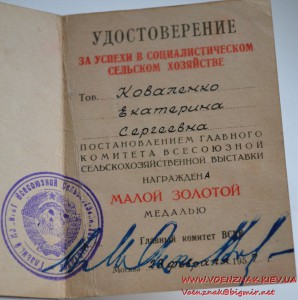 УДОСТОВЕРЕНИЕ
ЗА УСПЕХИ В СОЦИАЛИСТИЧЕСКОМ
СЕЛЬСКОМ ХОЗЯЙСТВЕ
Тов. Коваленко
Екатерина
Сергеевна
ПОСТАНОВЛЕНИЕМ ГЛАВНОГО
КОМИТЕТА ВСЕСОЮЗНОЙ
СЕЛЬСКОХОЗЯЙСТВЕННОЙ ВЫСТАВКИ
НАГРАЖДЕНА
МАЛОЙ ЗОЛОТОЙ
МЕДАЛЬЮ
Главный комитет ВСХВ
Москва
WWW.VOENZNAK.KIEV.UA
Voenznak@bigmir.net